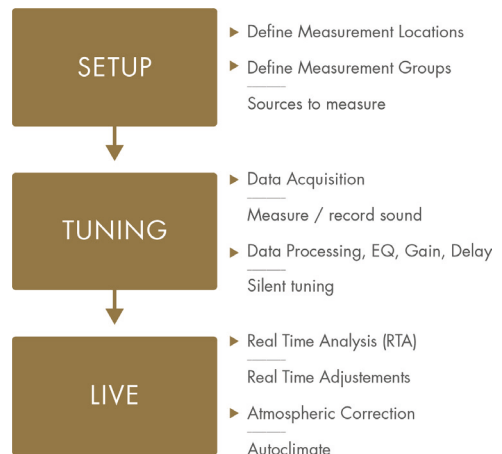 SETUP
Define Measurement Locations
Define Measurement Groups
Sources to measure
TUNING
Data Acquisition
Measure / record sound
Data Processing, EQ, Gain, Delay
Silent tuning
LIVE
Real Time Analysis (RTA)
Real Time Adjustements
Atmospheric Correction
Autoclimate